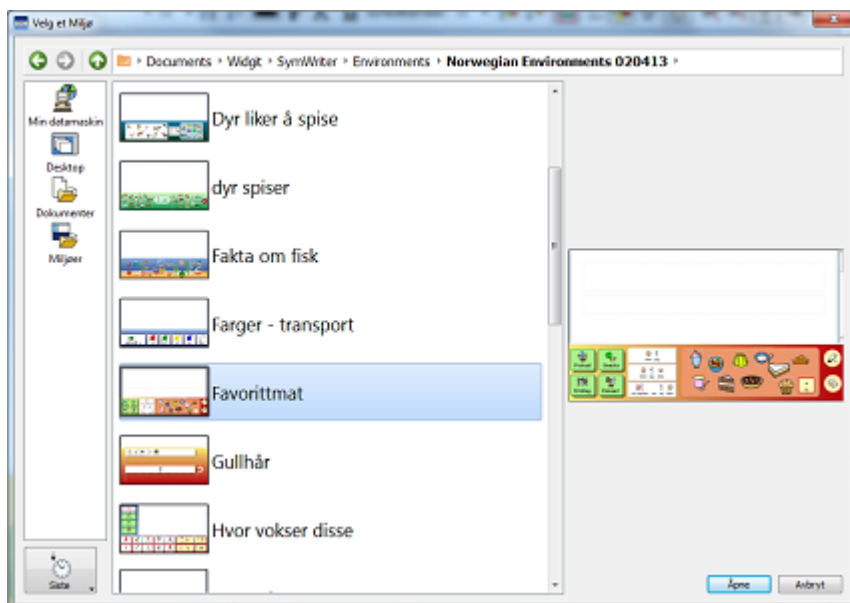 Velg et Miljø
Documents Widgit SymWriter Environments Norwegian Environments 020413
Min datamaskin
Desktop
Dokumenter
Miljøer
Siste
Dyr liker å spise
dyr spiser
Fakta om fisk
Farger - transport
Favorittmat
Gullhår
Hvor vokser disse
Åpne
Avbryt